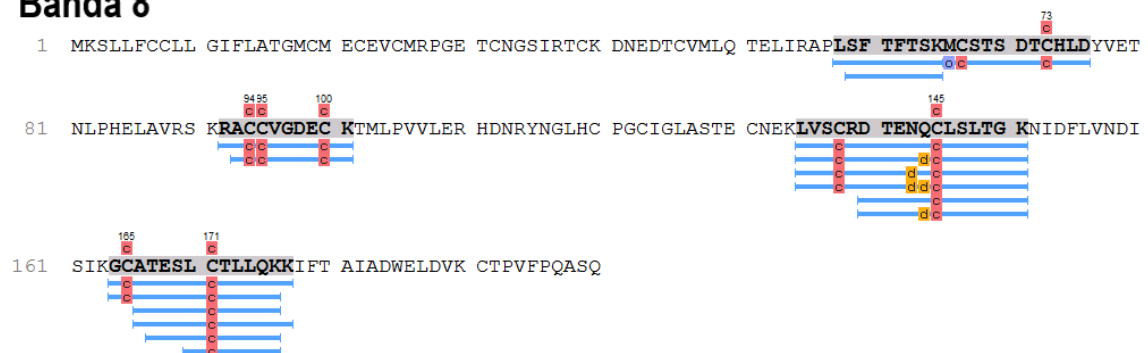 Banda 8
73
c
1 MKSLLFCCLL GIFLATGMCM ECEVCMRPGE TCNGSIRTCK DNEDTCVMLQ TELIRAPLSF TFTSKMCSTS DTCHLDYVET
o c c
94 95 100
c c c
81 NLPHELAVRS KRACCVGDEC KTMLPVVLER HDNRYNGLHC PGCIGLASTE CNEKLVSCRD TENQCLSLTG KNIDFLVNDI
c c c
c c c
145
c
c c
d c
c d c
c d d c
c
d c
165 171
c c
161 SIKGCATESL CTLLQKKIFT AIADWELDVK CTPVFPQASQ
c c
c c
c
c
c
c